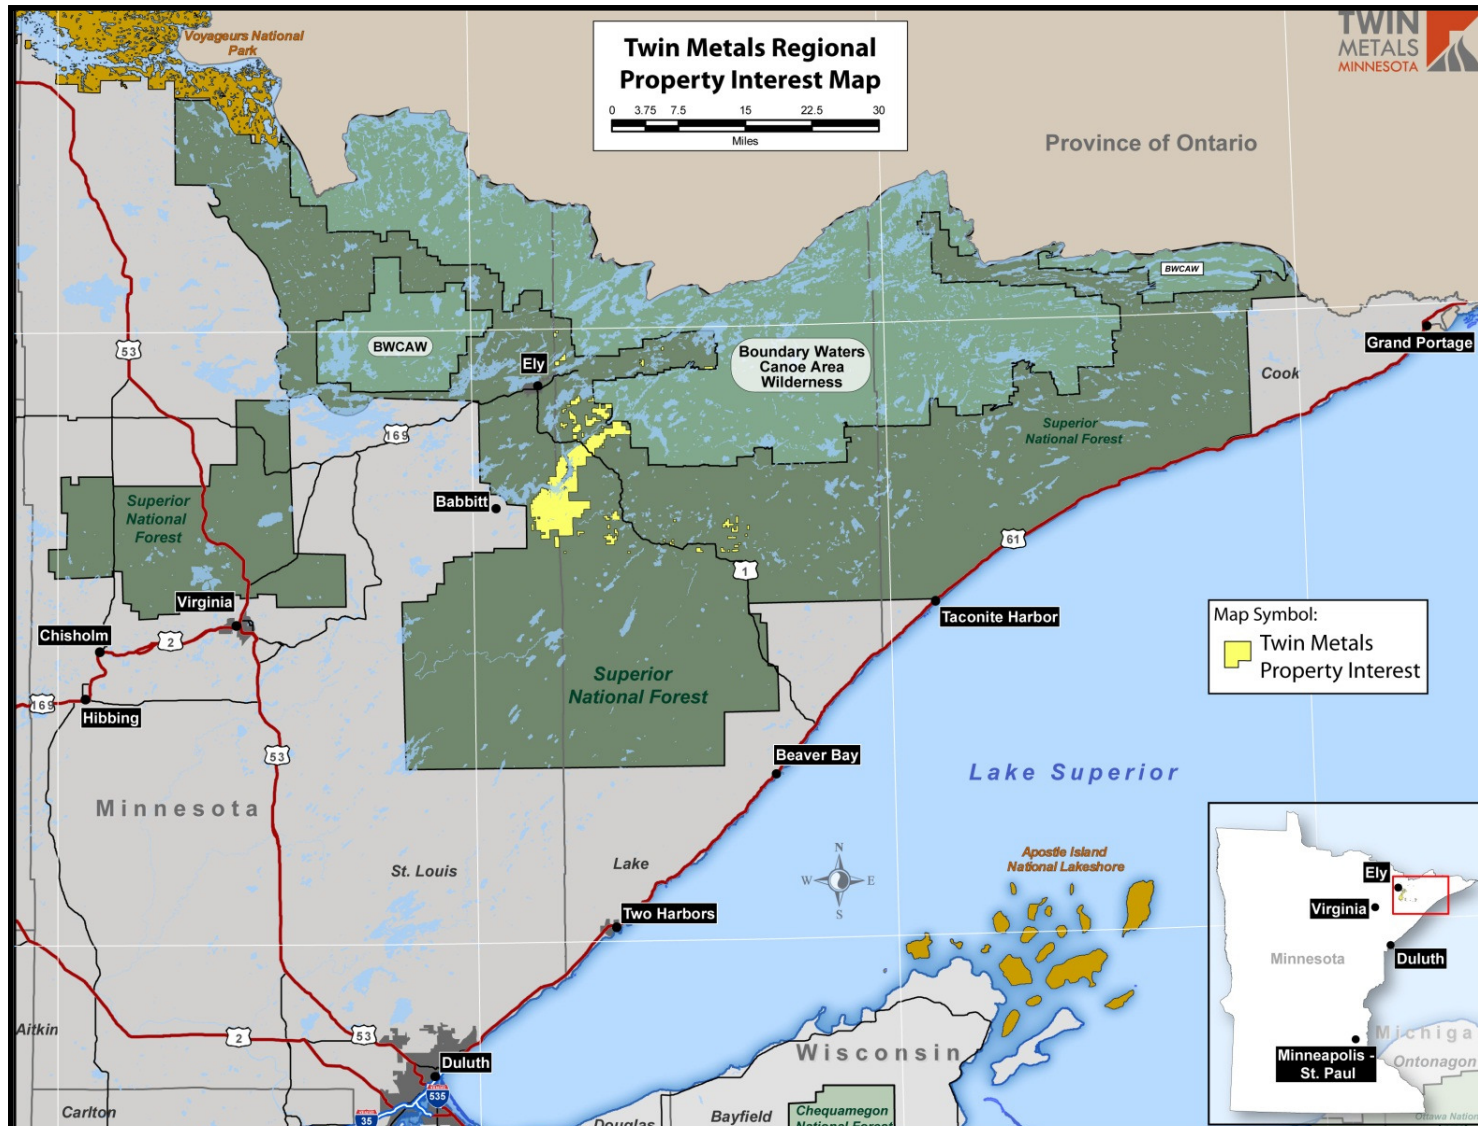 Voyageurs National
Park
Twin Metals Regional
Property Interest Map
0 3.75 7.5 15 22.5 30
Miles
TWIN
METALS
MINNESOTA
Province of Ontario
BWCAW
53
BWCAW
Ely
Boundary Waters
Canoe Area
Wilderness
Grand Portage
Cook
169
Superior
National Forest
Superior
National
Forest
Babbitt
61
1
Virginia
Chisholm
2
Taconite Harbor
Map Symbol:
Twin Metals
Property Interest
169
Hibbing
Superior
National Forest
53
Beaver Bay
Lake Superior
Minnesota
St. Louis
Lake
N
W E
S
Apostle Island
National Lakeshore
Two Harbors
Ely
Virginia
Duluth
Minnesota
Michiga
Minneapolis -
St. Paul
Ontonagon
Ottawa Nation
Aitkin
2
53
Duluth
535
35
Wisconsin
Carlton
Douglas
Bayfield
Chequamegon
National Forest